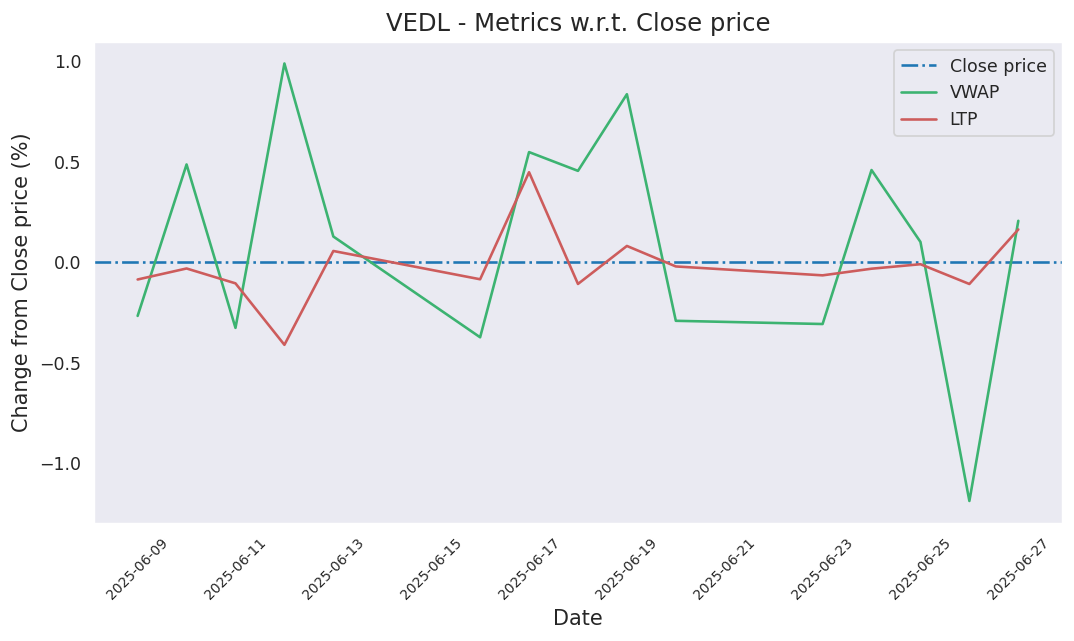 VEDL - Metrics w.r.t. Close price
Close price
VWAP
LTP
Change from Close price (%)
1.0
0.5
0.0
−0.5
−1.0
2025-06-09
2025-06-11
2025-06-13
2025-06-15
2025-06-17
2025-06-19
2025-06-21
2025-06-23
2025-06-25
2025-06-27
Date